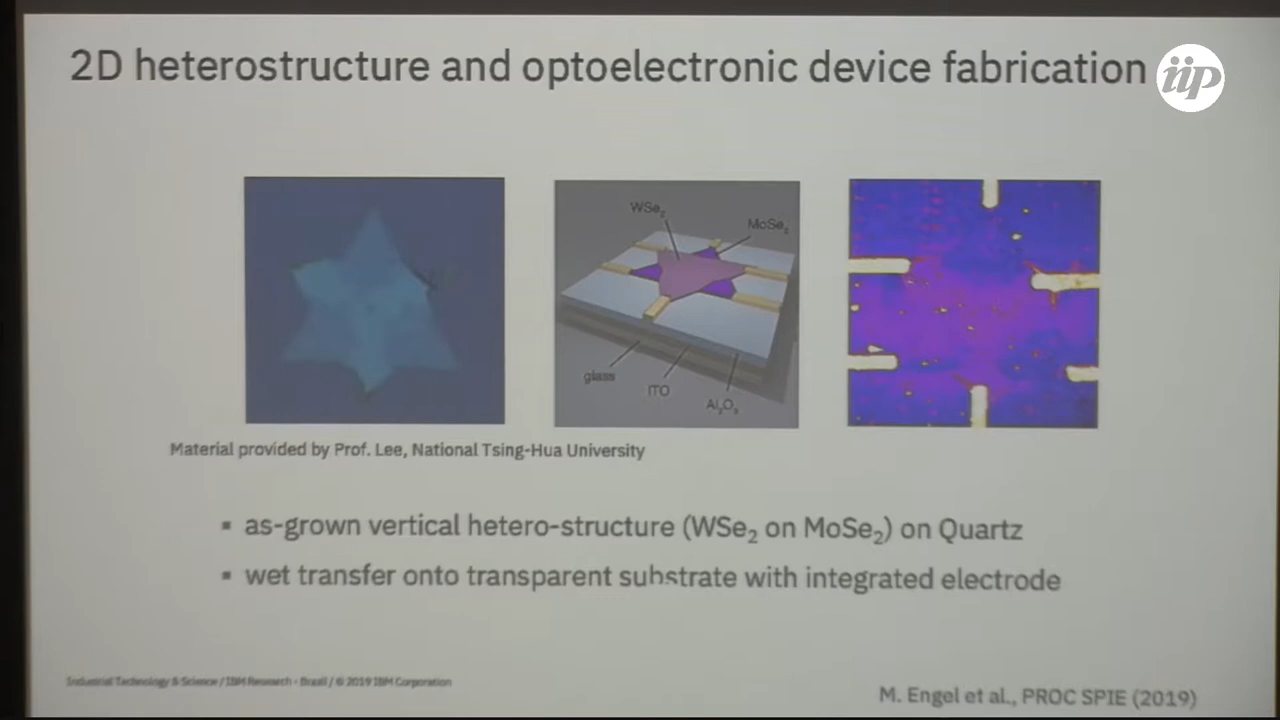 2D heterostructure and optoelectronic device fabrication
iip
WSe₂
MoSe₂
glass
ITO
Al₂O₃
Material provided by Prof. Lee, National Tsing-Hua University
▪ as-grown vertical hetero-structure (WSe₂ on MoSe₂) on Quartz
▪ wet transfer onto transparent substrate with integrated electrode
Industrial Technology & Science / IBM Research - Brazil / © 2019 IBM Corporation
M. Engel et al., PROC SPIE (2019)